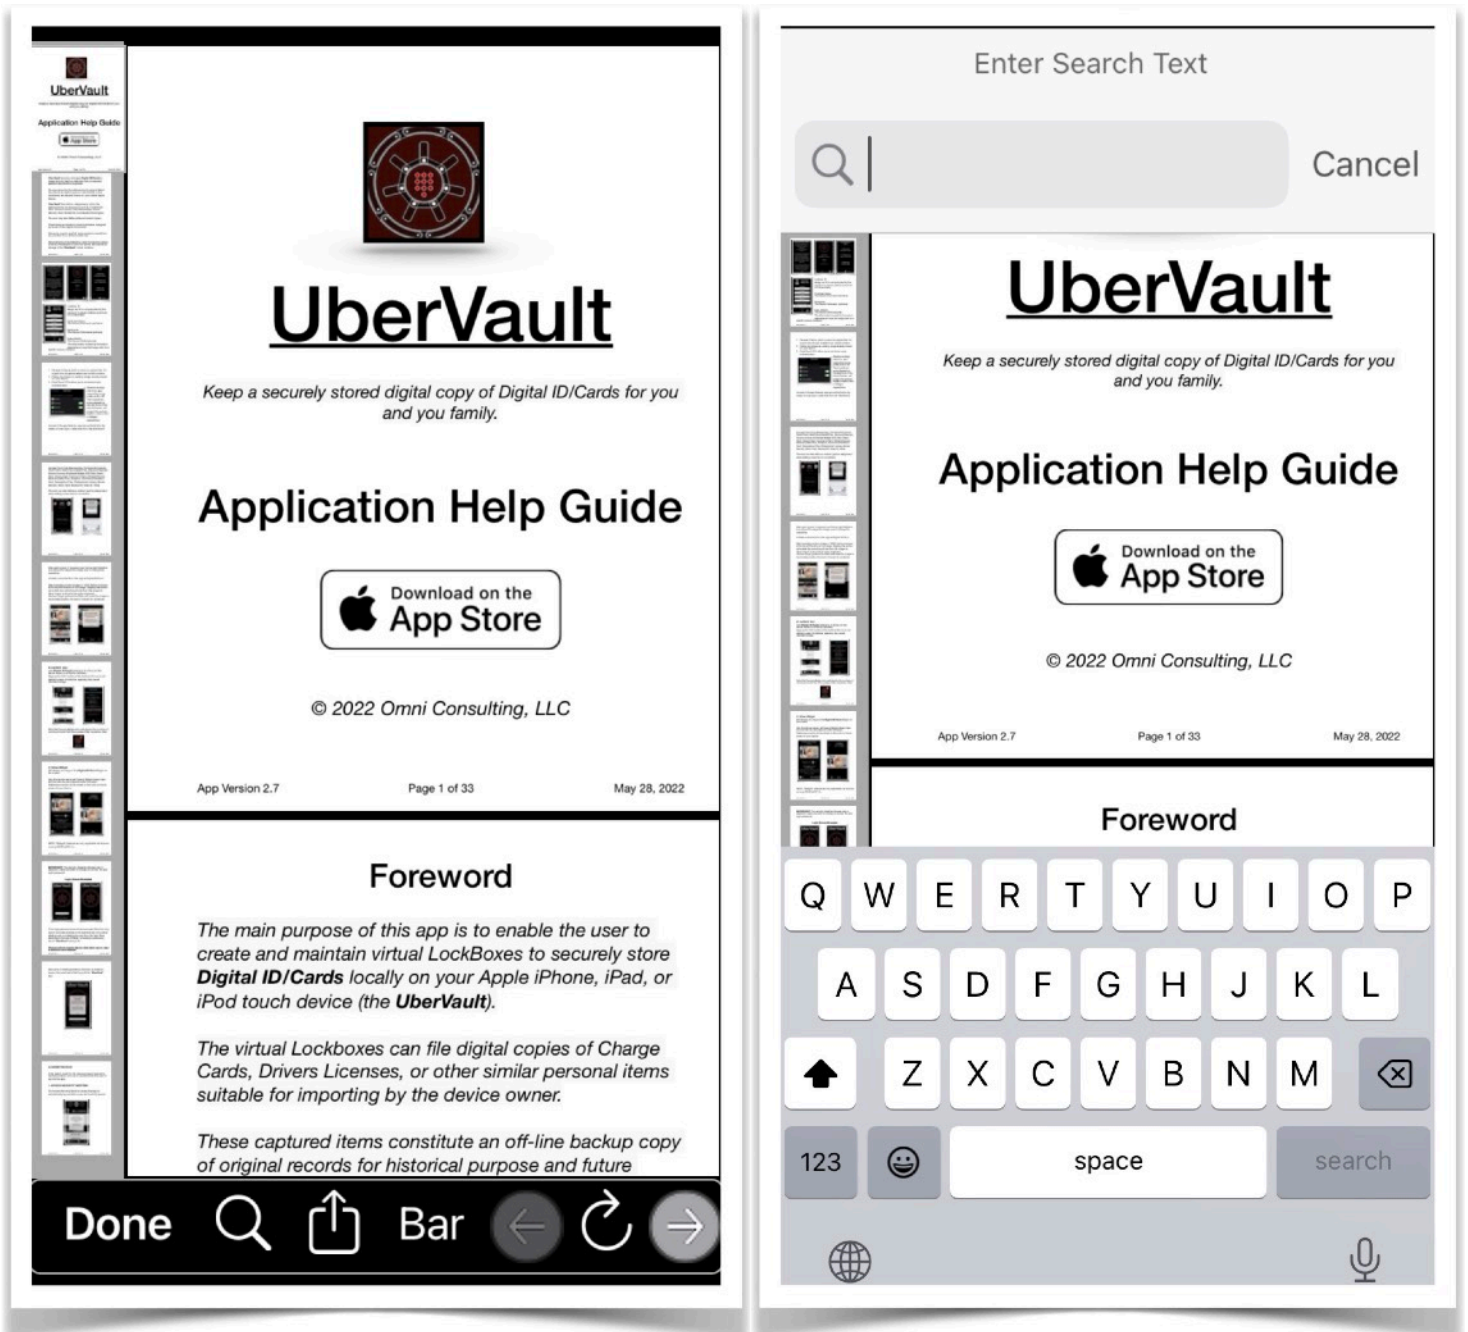 UberVault
Application Help Guide
App Store
UberVault
Keep a securely stored digital copy of Digital ID/Cards for you
and you family.
Application Help Guide
Download on the
App Store
© 2022 Omni Consulting, LLC
App Version 2.7 Page 1 of 33 May 28, 2022
Foreword
The main purpose of this app is to enable the user to
create and maintain virtual LockBoxes to securely store
Digital ID/Cards locally on your Apple iPhone, iPad, or
iPod touch device (the UberVault).
The virtual Lockboxes can file digital copies of Charge
Cards, Drivers Licenses, or other similar personal items
suitable for importing by the device owner.
These captured items constitute an off-line backup copy
of original records for historical purpose and future
Done Bar
Enter Search Text
Cancel
UberVault
Keep a securely stored digital copy of Digital ID/Cards for you
and you family.
Application Help Guide
Download on the
App Store
© 2022 Omni Consulting, LLC
App Version 2.7 Page 1 of 33 May 28, 2022
Foreword
Q W E R T Y U I O P
A S D F G H J K L
Z X C V B N M
123 space search